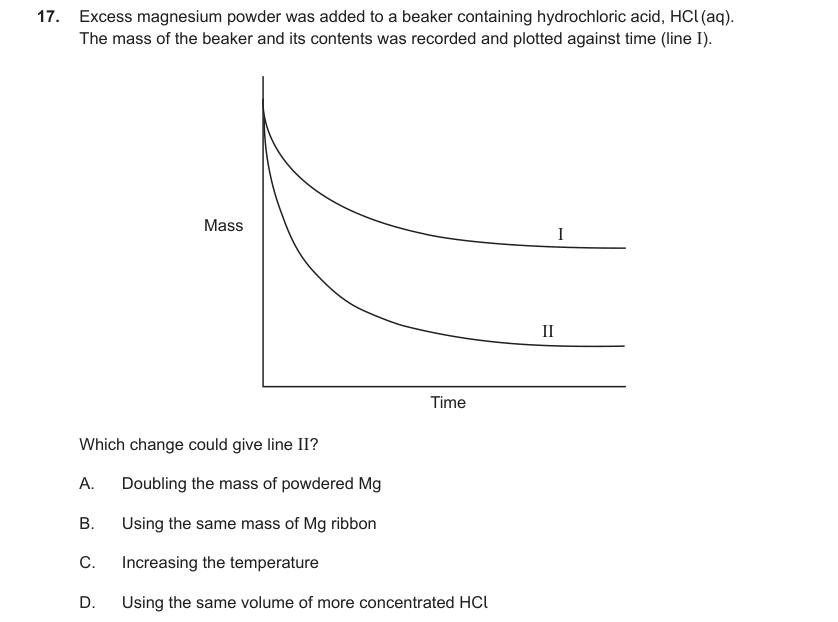 17. Excess magnesium powder was added to a beaker containing hydrochloric acid, HCl (aq).
The mass of the beaker and its contents was recorded and plotted against time (line I).
Mass
I
II
Time
Which change could give line II?
A. Doubling the mass of powdered Mg
B. Using the same mass of Mg ribbon
C. Increasing the temperature
D. Using the same volume of more concentrated HCl